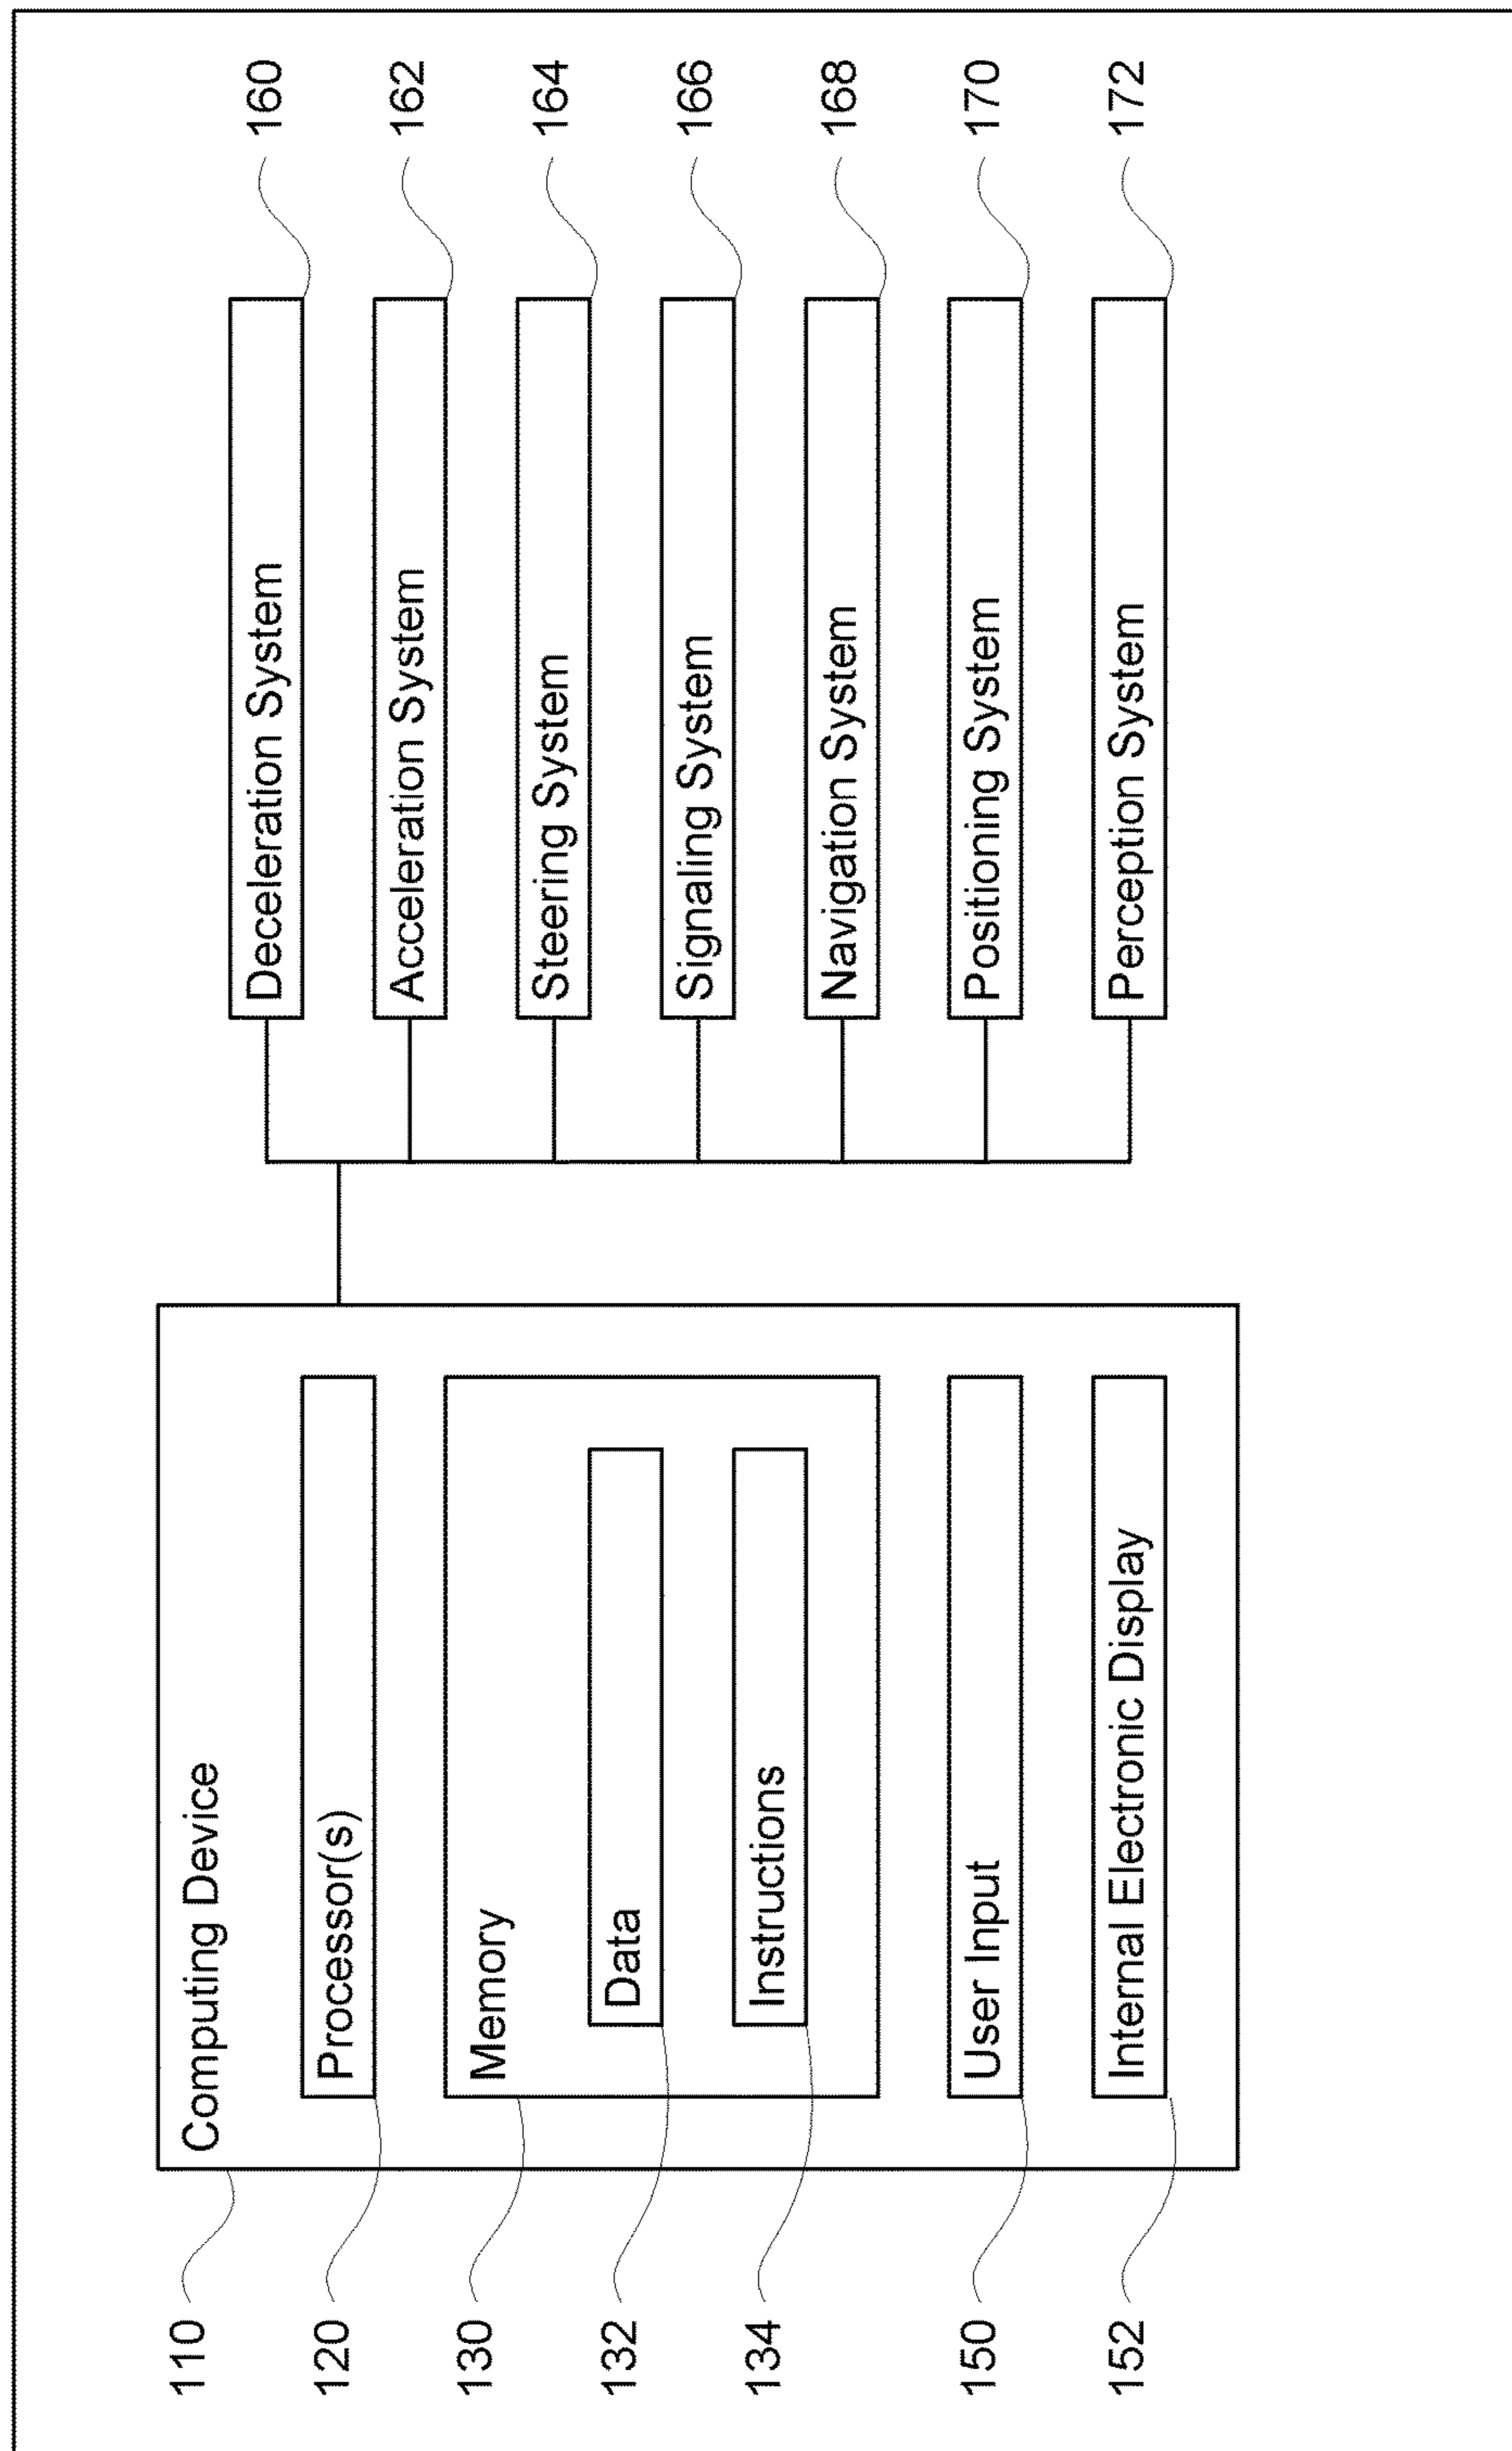 Computing Device
110
Processor(s)
120
Memory
130
Data
132
Instructions
134
User Input
150
Internal Electronic Display
152
Deceleration System
160
Acceleration System
162
Steering System
164
Signaling System
166
Navigation System
168
Positioning System
170
Perception System
172